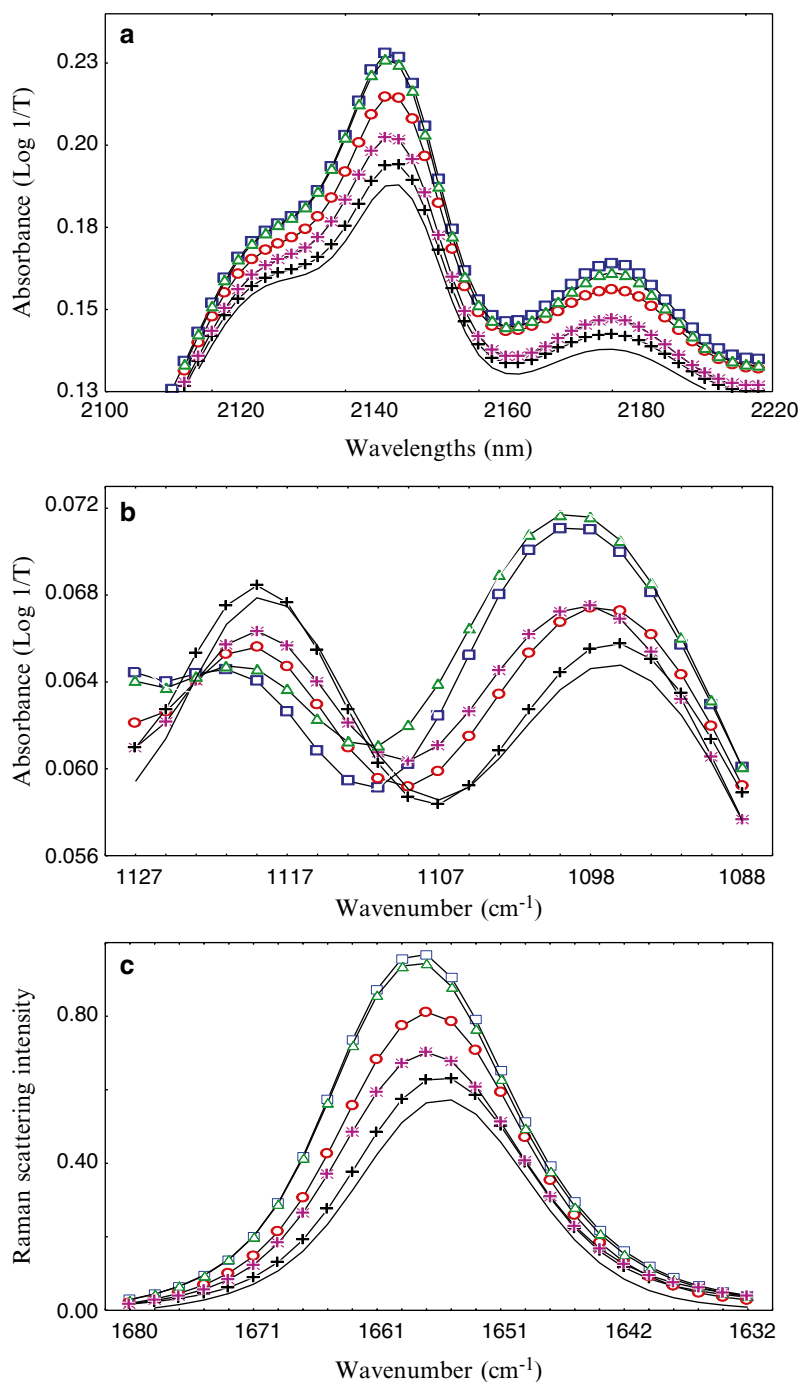 a
Absorbance (Log 1/T)
0.23
0.20
0.18
0.15
0.13
2100 2120 2140 2160 2180 2220
Wavelengths (nm)
b
Absorbance (Log 1/T)
0.072
0.068
0.064
0.060
0.056
1127 1117 1107 1098 1088
Wavenumber (cm-1)
c
Raman scattering intensity
0.80
0.40
0.00
1680 1671 1661 1651 1642 1632
Wavenumber (cm-1)